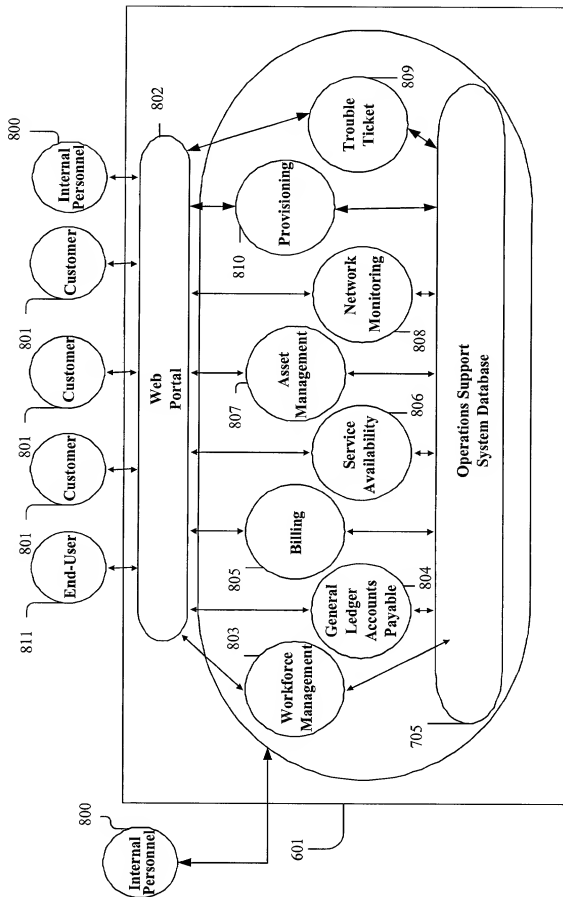 800
Internal
Personnel
811
End-User
801
Customer
801
Customer
801
Customer
800
Internal
Personnel
Web
Portal
802
803
Workforce
Management
General
Ledger
Accounts
Payable
804
805
Billing
Service
Availability
806
807
Asset
Management
Network
Monitoring
808
810
Provisioning
Trouble
Ticket
809
705
Operations Support
System Database
601